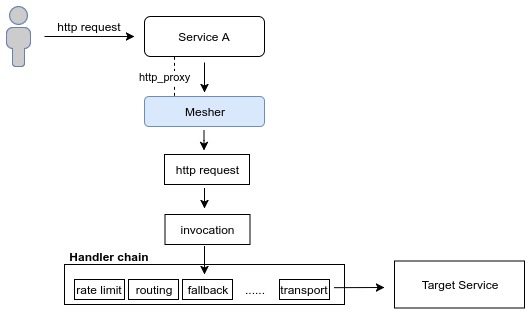 http request
Service A
http_proxy
Mesher
http request
invocation
Handler chain
rate limit
routing
fallback
......
transport
Target Service